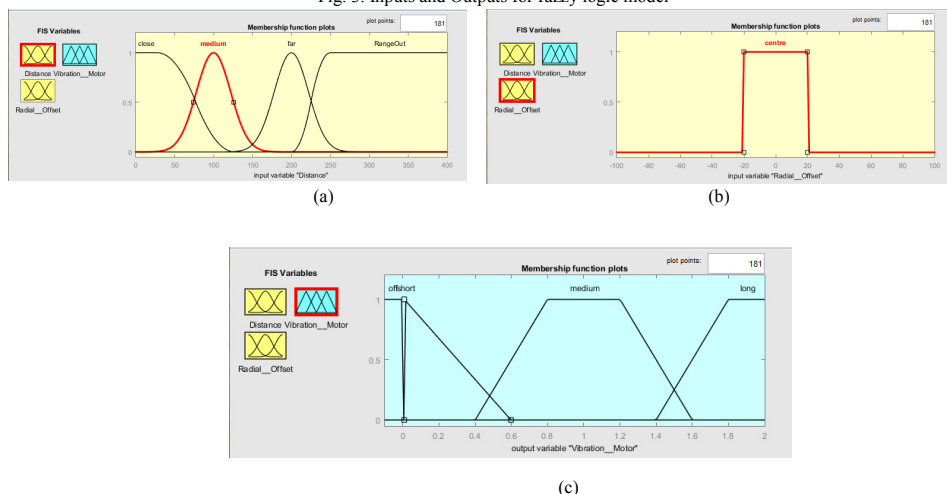 Fig. 3. Inputs and Outputs for fuzzy logic model
FIS Variables
Distance Vibration__Motor
Radial__Offset
Membership function plots
plot points: 181
close medium far RangeOut
1
0.5
0
0 50 100 150 200 250 300 350 400
input variable "Distance"
(a)
FIS Variables
Distance Vibration__Motor
Radial__Offset
Membership function plots
plot points: 181
centre
1
0.5
0
-100 -80 -60 -40 -20 0 20 40 60 80 100
input variable "Radial__Offset"
(b)
FIS Variables
Distance Vibration__Motor
Radial__Offset
Membership function plots
plot points: 181
offshort medium long
1
0.5
0
0 0.2 0.4 0.6 0.8 1 1.2 1.4 1.6 1.8 2
output variable "Vibration__Motor"
(c)